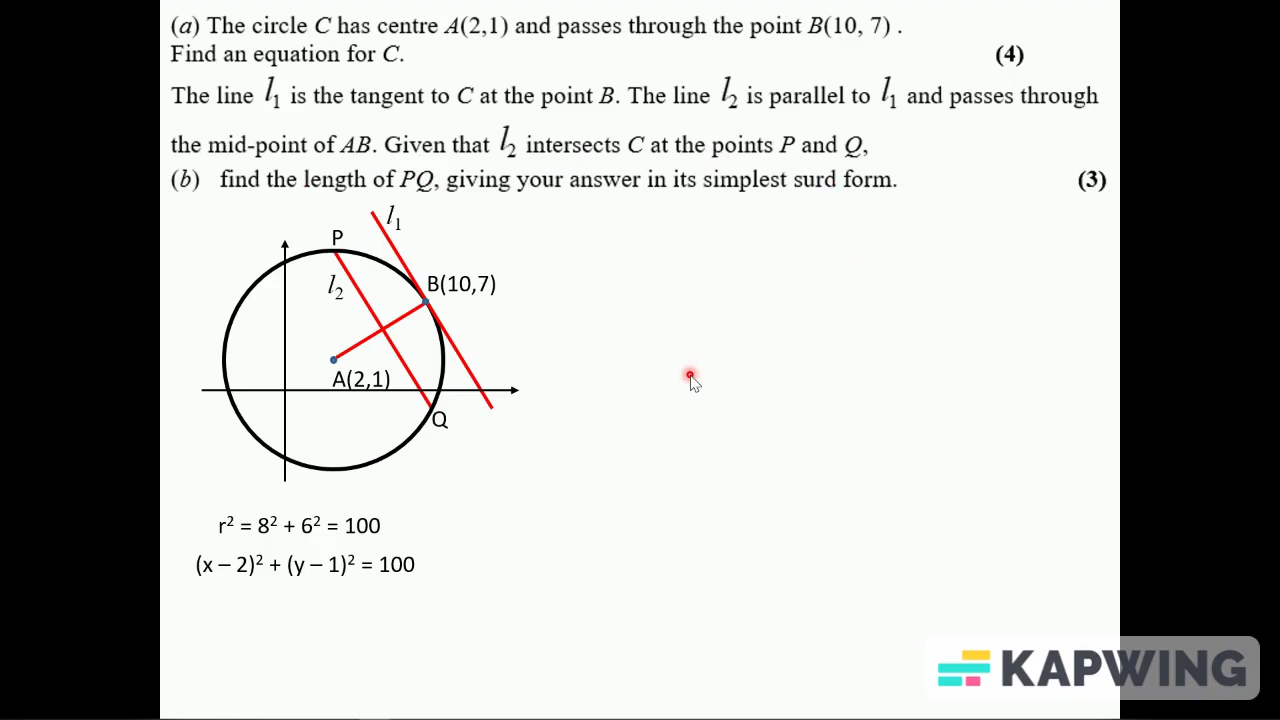 (a) The circle C has centre A(2,1) and passes through the point B(10, 7) .
Find an equation for C. (4)
The line l₁ is the tangent to C at the point B. The line l₂ is parallel to l₁ and passes through
the mid-point of AB. Given that l₂ intersects C at the points P and Q,
(b) find the length of PQ, giving your answer in its simplest surd form. (3)
l₁
P
l₂
B(10,7)
A(2,1)
Q
r² = 8² + 6² = 100
(x – 2)² + (y – 1)² = 100
KAPWING